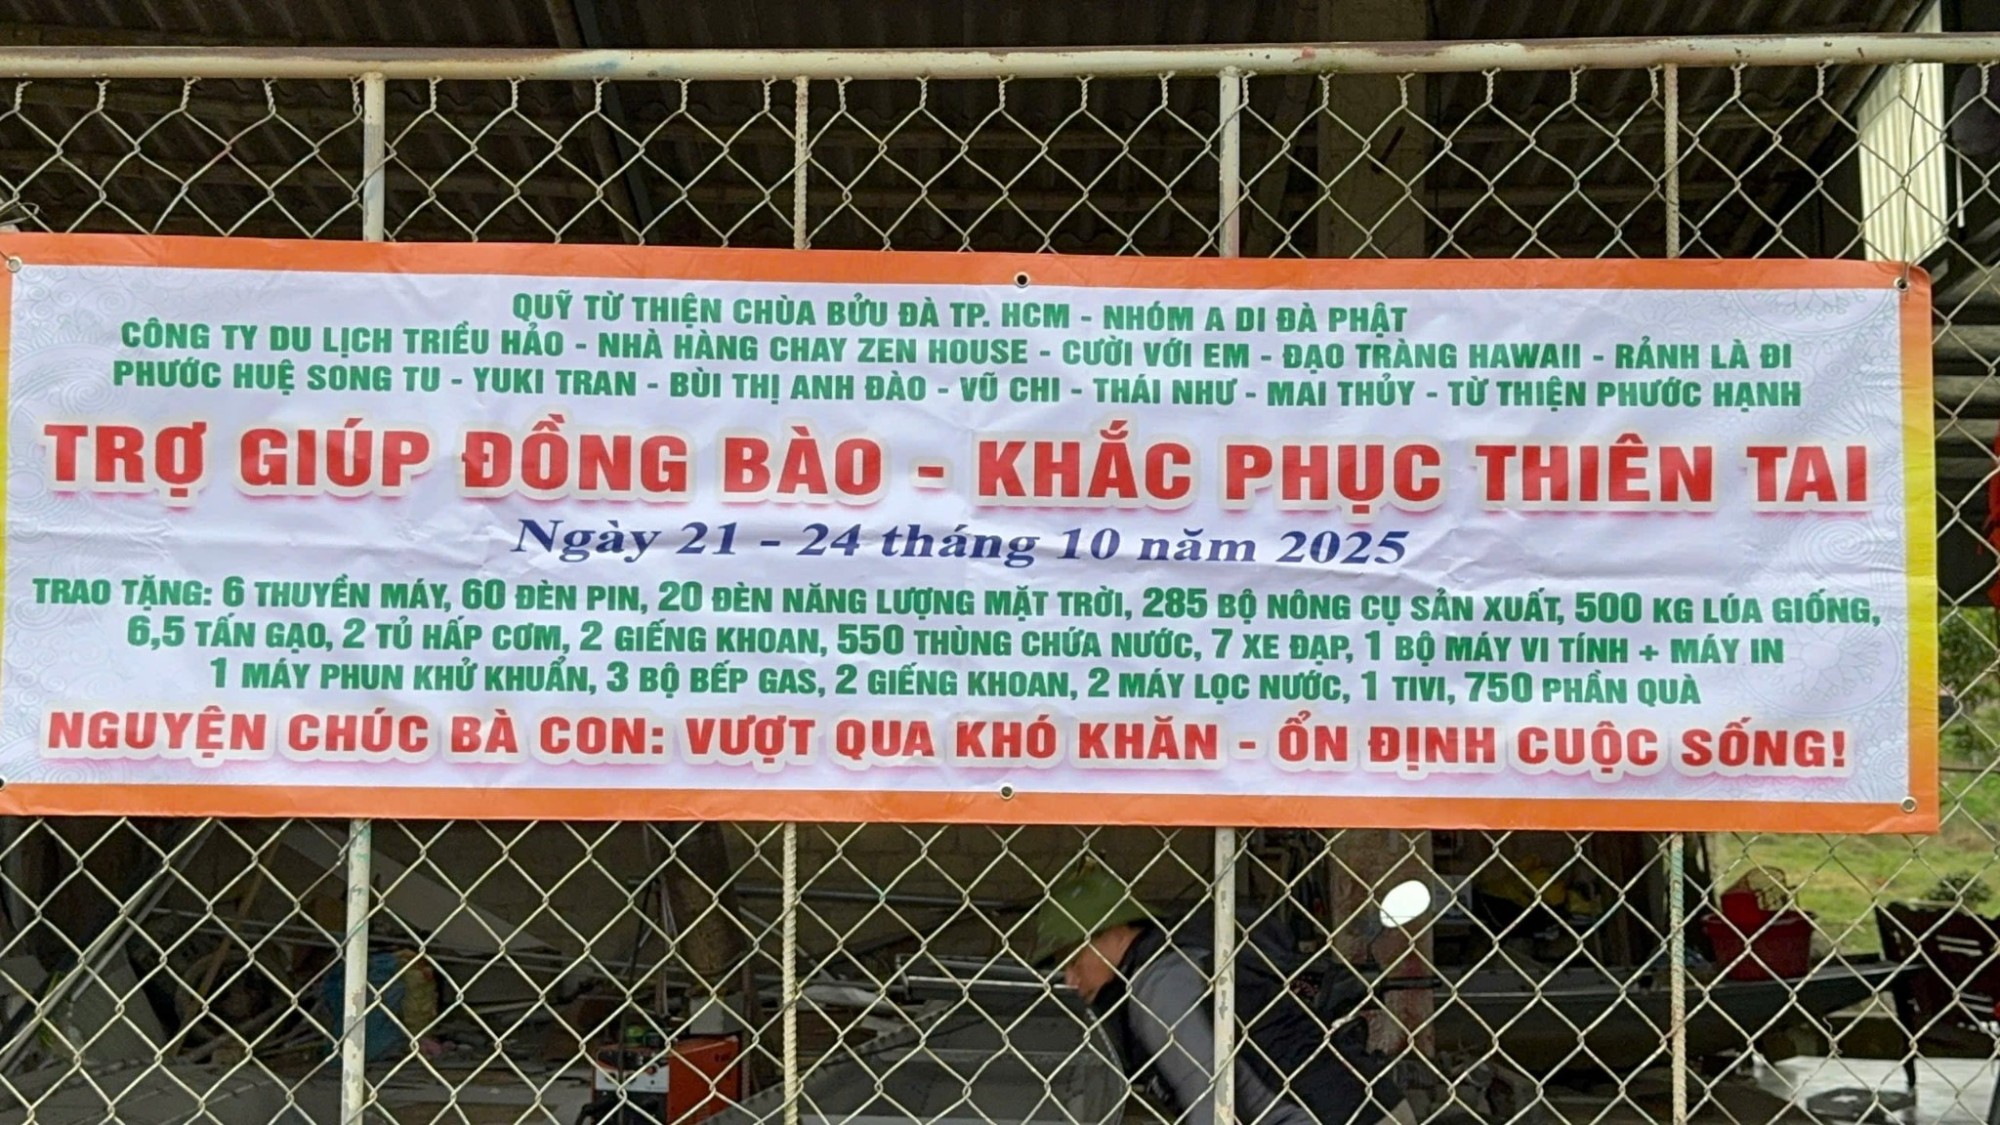 QUỸ TỪ THIỆN CHÙA BỬU ĐÀ TP. HCM - NHÓM A DI ĐÀ PHẬT
CÔNG TY DU LỊCH TRIỀU HẢO - NHÀ HÀNG CHAY ZEN HOUSE - CƯỜI VỚI EM - ĐẠO TRÀNG HAWAII - RẢNH LÀ ĐI
PHƯỚC HUỆ SONG TU - YUKI TRAN - BÙI THỊ ANH ĐÀO - VŨ CHI - THÁI NHƯ - MAI THỦY - TỪ THIỆN PHƯỚC HẠNH
TRỢ GIÚP ĐỒNG BÀO - KHẮC PHỤC THIÊN TAI
Ngày 21 - 24 tháng 10 năm 2025
TRAO TẶNG: 6 THUYỀN MÁY, 60 ĐÈN PIN, 20 ĐÈN NĂNG LƯỢNG MẶT TRỜI, 285 BỘ NÔNG CỤ SẢN XUẤT, 500 KG LÚA GIỐNG,
6,5 TẤN GẠO, 2 TỦ HẤP CƠM, 2 GIẾNG KHOAN, 550 THÙNG CHỨA NƯỚC, 7 XE ĐẠP, 1 BỘ MÁY VI TÍNH + MÁY IN
1 MÁY PHUN KHỬ KHUẨN, 3 BỘ BẾP GAS, 2 GIẾNG KHOAN, 2 MÁY LỌC NƯỚC, 1 TIVI, 750 PHẦN QUÀ
NGUYỆN CHÚC BÀ CON: VƯỢT QUA KHÓ KHĂN - ỔN ĐỊNH CUỘC SỐNG!